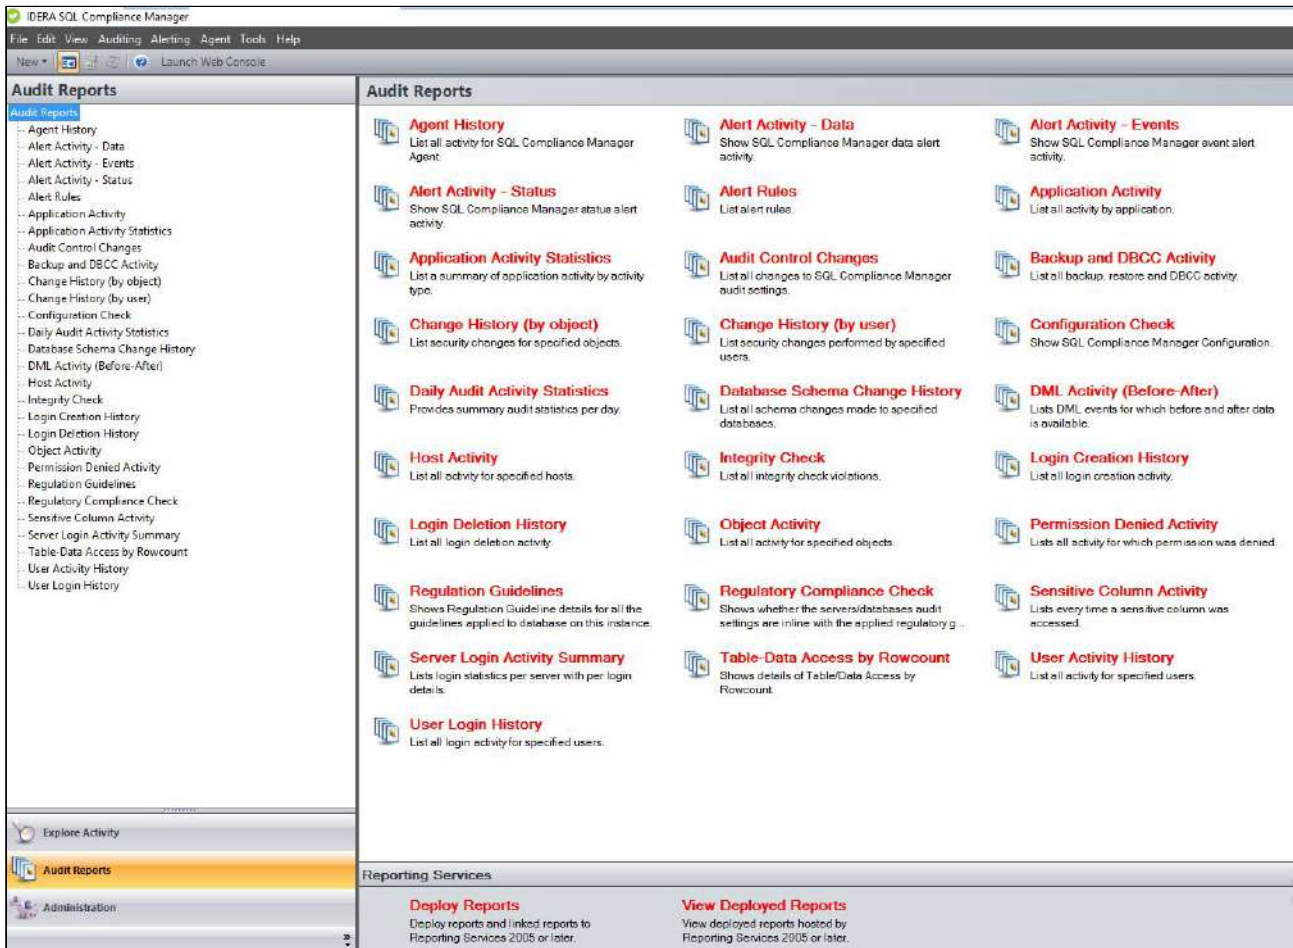 IDERA SQL Compliance Manager
File Edit View Auditing Alerting Agent Tools Help
New Launch Web Console
Audit Reports
Audit Reports
Agent History
Alert Activity - Data
Alert Activity - Events
Alert Activity - Status
Alert Rules
Application Activity
Application Activity Statistics
Audit Control Changes
Backup and DBCC Activity
Change History (by object)
Change History (by user)
Configuration Check
Daily Audit Activity Statistics
Database Schema Change History
DML Activity (Before-After)
Host Activity
Integrity Check
Login Creation History
Login Deletion History
Object Activity
Permission Denied Activity
Regulation Guidelines
Regulatory Compliance Check
Sensitive Column Activity
Server Login Activity Summary
Table-Data Access by Rowcount
User Activity History
User Login History
Explore Activity
Audit Reports
Administration
»
Audit Reports
Agent History
List all activity for SQL Compliance Manager
Agent.
Alert Activity - Data
Show SQL Compliance Manager data alert
activity.
Alert Activity - Events
Show SQL Compliance Manager event alert
activity.
Alert Activity - Status
Show SQL Compliance Manager status alert
activity.
Alert Rules
List alert rules.
Application Activity
List all activity by application.
Application Activity Statistics
List a summary of application activity by activity
type.
Audit Control Changes
List all changes to SQL Compliance Manager
audit settings.
Backup and DBCC Activity
List all backup, restore and DBCC activity.
Change History (by object)
List security changes for specified objects.
Change History (by user)
List security changes performed by specified
users.
Configuration Check
Show SQL Compliance Manager Configuration.
Daily Audit Activity Statistics
Provides summary audit statistics per day.
Database Schema Change History
List all schema changes made to specified
databases.
DML Activity (Before-After)
Lists DML events for which before and after data
is available.
Host Activity
List all activity for specified hosts.
Integrity Check
List all integrity check violations.
Login Creation History
List all login creation activity.
Login Deletion History
List all login deletion activity.
Object Activity
List all activity for specified objects.
Permission Denied Activity
Lists all activity for which permission was denied.
Regulation Guidelines
Shows Regulation Guideline details for all the
guidelines applied to database on this instance.
Regulatory Compliance Check
Shows whether the servers/databases audit
settings are inline with the applied regulatory g...
Sensitive Column Activity
Lists every time a sensitive column was
accessed.
Server Login Activity Summary
Lists login statistics per server with per login
details.
Table-Data Access by Rowcount
Shows details of Table/Data Access by
Rowcount.
User Activity History
List all activity for specified users.
User Login History
List all login activity for specified users.
Reporting Services
Deploy Reports
Deploy reports and linked reports to
Reporting Services 2005 or later.
View Deployed Reports
View deployed reports hosted by
Reporting Services 2005 or later.